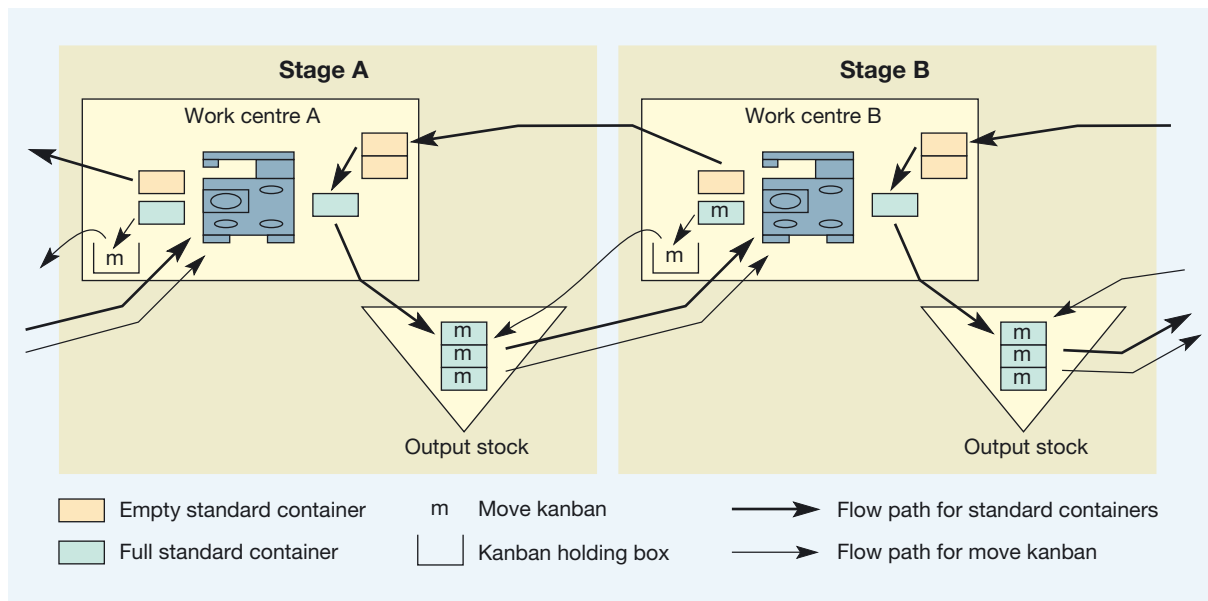 Stage A
Stage B
Work centre A
Work centre B
m
m
m
m
m
m
m
m
m
Output stock
Output stock
Empty standard container
m
Move kanban
Flow path for standard containers
Full standard container
Kanban holding box
Flow path for move kanban